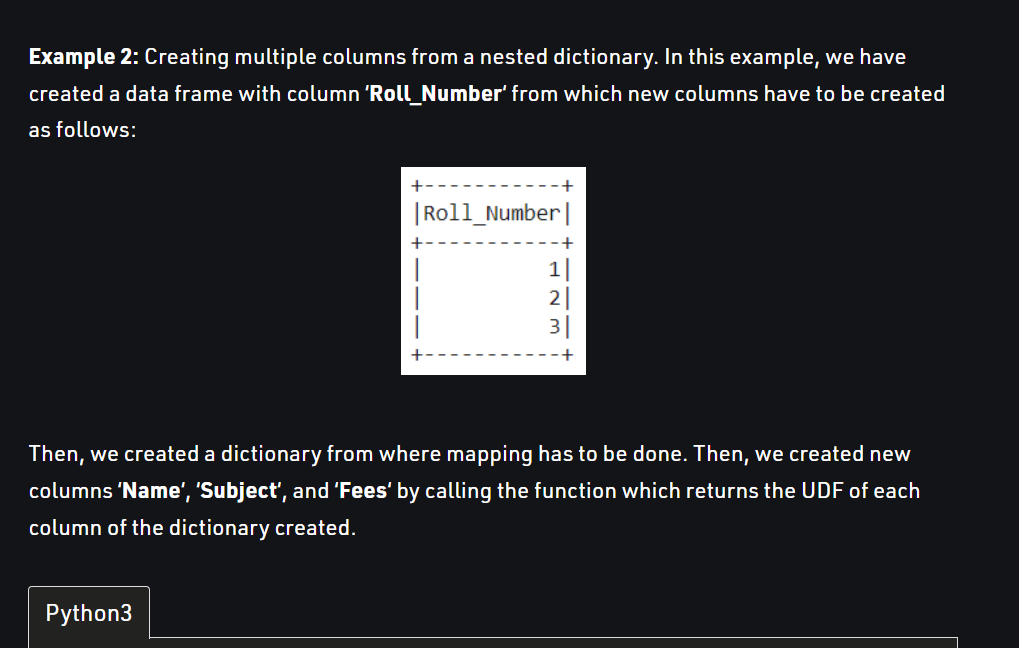 Example 2: Creating multiple columns from a nested dictionary. In this example, we have
created a data frame with column ‘Roll_Number‘ from which new columns have to be created
as follows:
+-----------+
|Roll_Number|
+-----------+
|          1|
|          2|
|          3|
+-----------+
Then, we created a dictionary from where mapping has to be done. Then, we created new
columns ‘Name‘, ‘Subject‘, and ‘Fees‘ by calling the function which returns the UDF of each
column of the dictionary created.
Python3